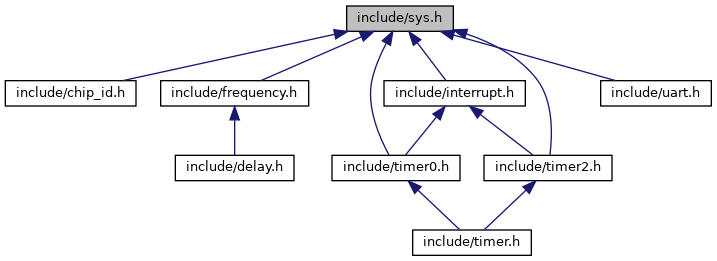 include/sys.h
include/chip_id.h
include/frequency.h
include/interrupt.h
include/uart.h
include/delay.h
include/timer0.h
include/timer2.h
include/timer.h